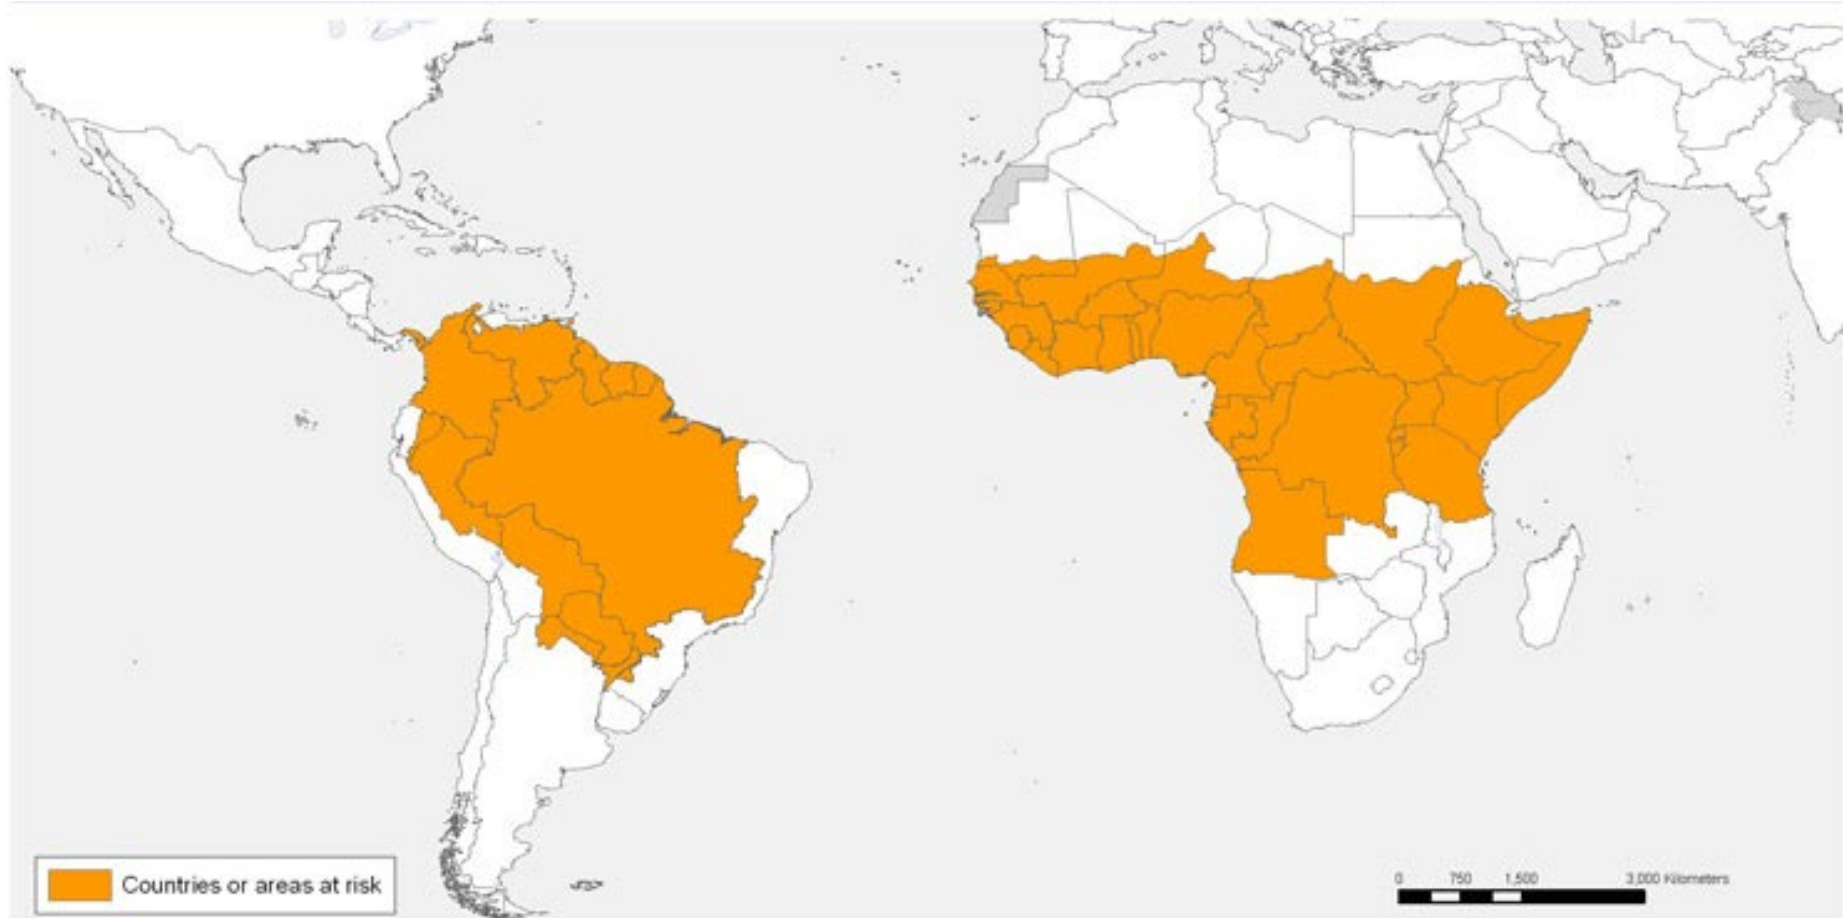 Countries or areas at risk
0 750 1,500 3,000 Kilometers